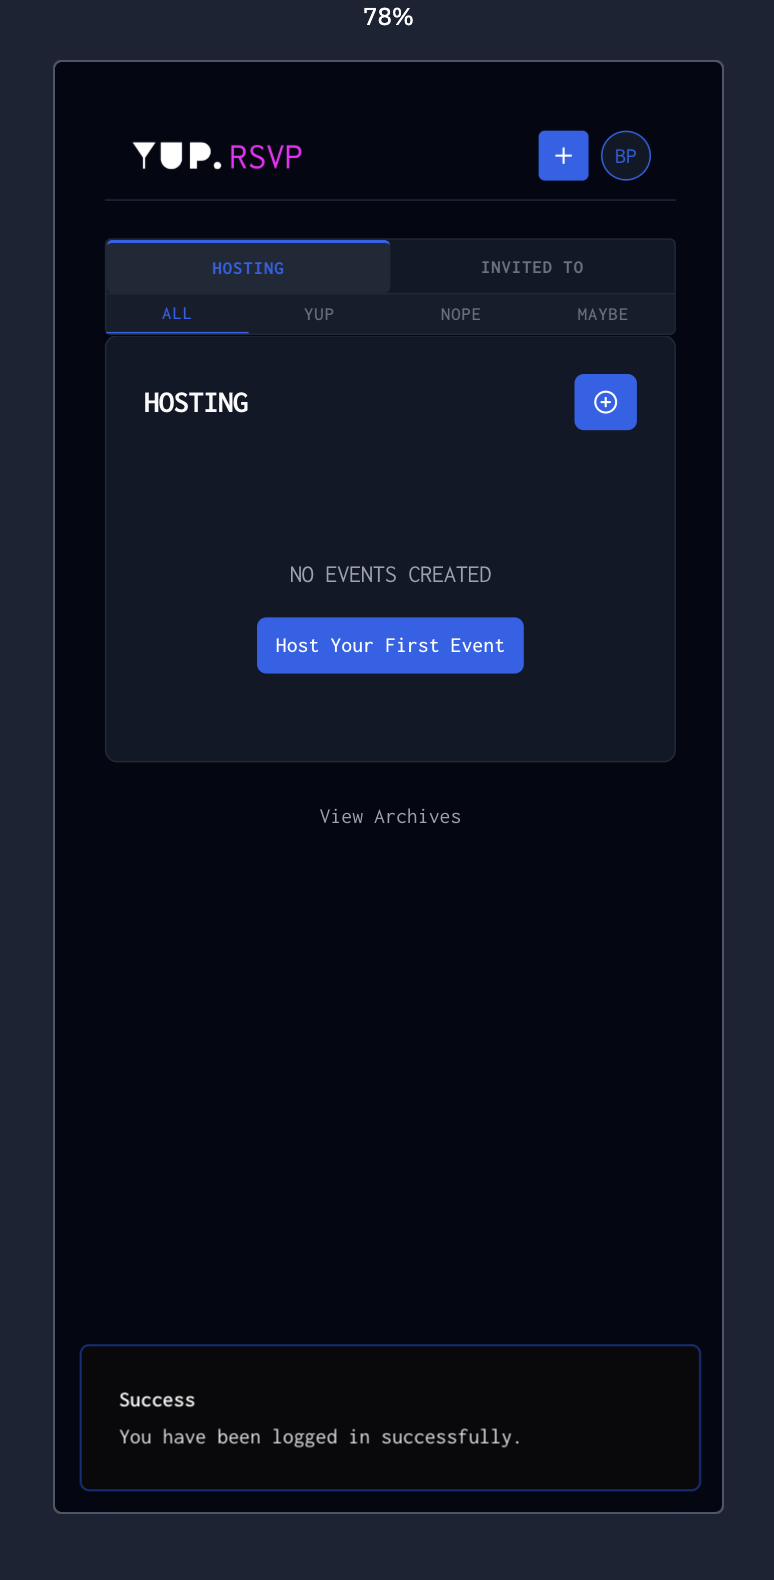 78%
YUP. RSVP
BP
HOSTING INVITED TO
ALL YUP NOPE MAYBE
HOSTING
NO EVENTS CREATED
Host Your First Event
View Archives
Success
You have been logged in successfully.